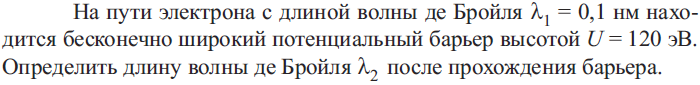 На пути электрона с длиной волны де Бройля λ₁ = 0,1 нм нахо-
дится бесконечно широкий потенциальный барьер высотой U = 120 эВ.
Определить длину волны де Бройля λ₂ после прохождения барьера.